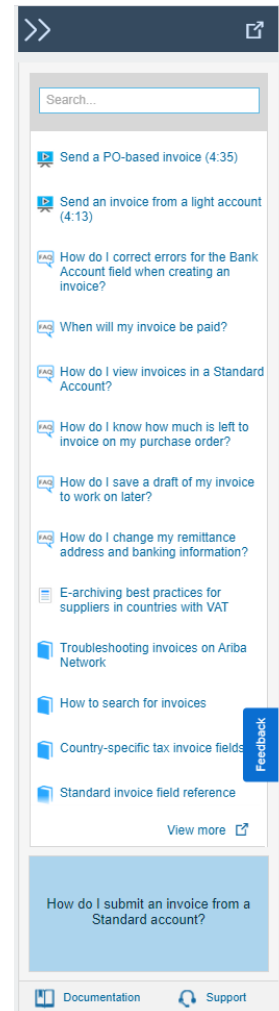 Search...
Send a PO-based invoice (4:35)
Send an invoice from a light account
(4:13)
FAQ
How do I correct errors for the Bank
Account field when creating an
invoice?
FAQ
When will my invoice be paid?
FAQ
How do I view invoices in a Standard
Account?
FAQ
How do I know how much is left to
invoice on my purchase order?
FAQ
How do I save a draft of my invoice
to work on later?
FAQ
How do I change my remittance
address and banking information?
E-archiving best practices for
suppliers in countries with VAT
Troubleshooting invoices on Ariba
Network
How to search for invoices
Country-specific tax invoice fields
Feedback
Standard invoice field reference
View more
How do I submit an invoice from a
Standard account?
Documentation
Support